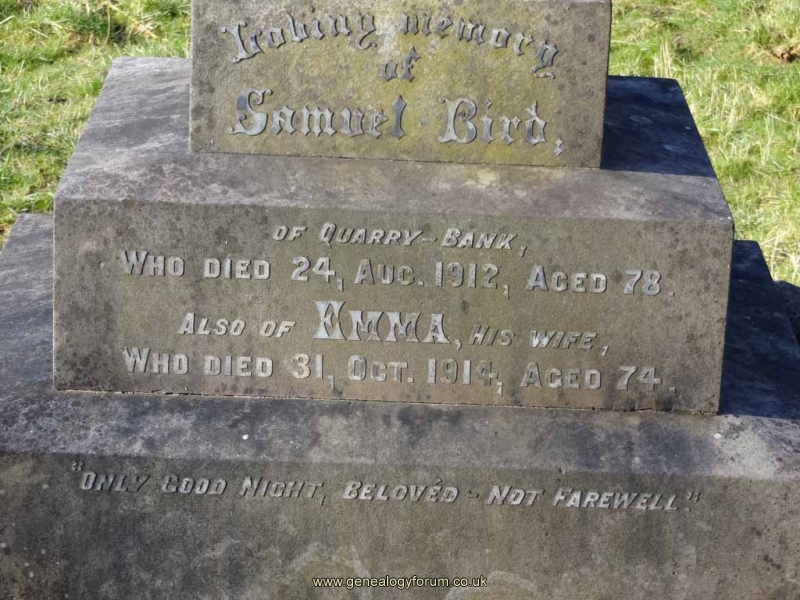 Loving memory
of
Samuel Bird,
OF QUARRY-BANK,
WHO DIED 24, AUG. 1912, AGED 78.
ALSO OF EMMA, HIS WIFE,
WHO DIED 31, OCT. 1914, AGED 74.
"ONLY GOOD NIGHT, BELOVÉD - NOT FAREWELL."
www.genealogyforum.co.uk